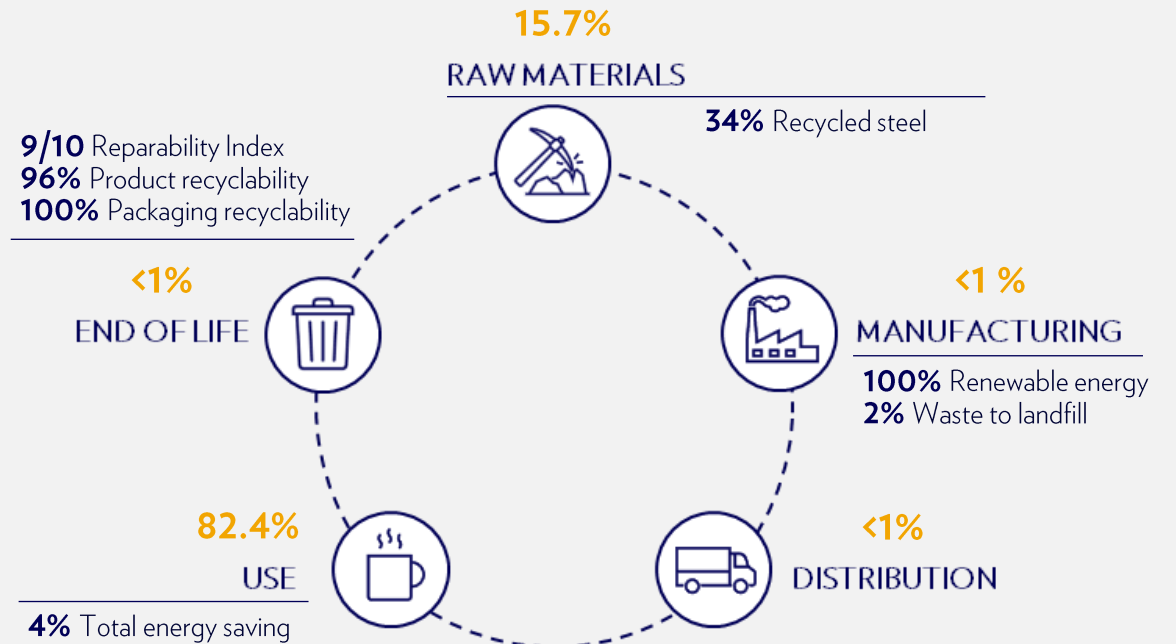 15.7%
RAW MATERIALS
34% Recycled steel
9/10 Reparability Index
96% Product recyclability
100% Packaging recyclability
<1%
END OF LIFE
<1 %
MANUFACTURING
100% Renewable energy
2% Waste to landfill
82.4%
USE
4% Total energy saving
<1%
DISTRIBUTION